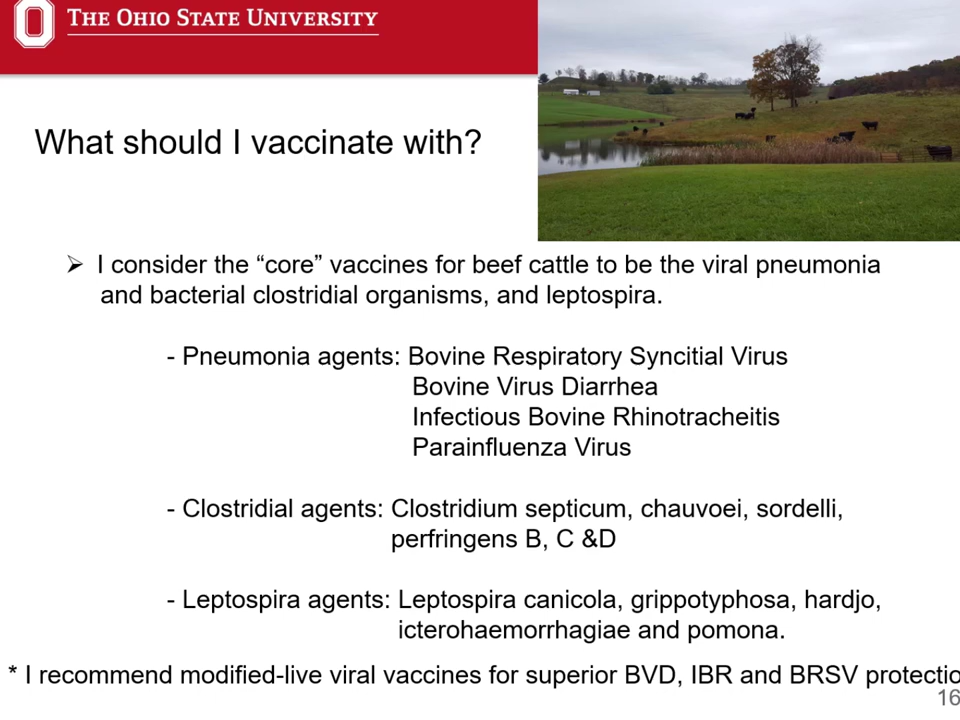 THE OHIO STATE UNIVERSITY
What should I vaccinate with?
➢ I consider the “core” vaccines for beef cattle to be the viral pneumonia
and bacterial clostridial organisms, and leptospira.
- Pneumonia agents: Bovine Respiratory Syncitial Virus
Bovine Virus Diarrhea
Infectious Bovine Rhinotracheitis
Parainfluenza Virus
- Clostridial agents: Clostridium septicum, chauvoei, sordelli,
perfringens B, C &D
- Leptospira agents: Leptospira canicola, grippotyphosa, hardjo,
icterohaemorrhagiae and pomona.
* I recommend modified-live viral vaccines for superior BVD, IBR and BRSV protectio
16